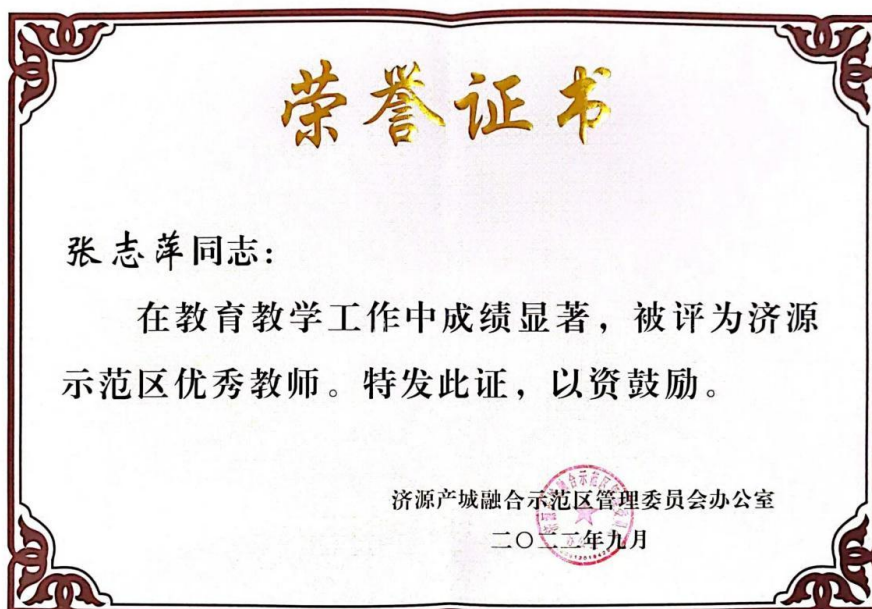 荣誉证书
张志萍同志：
在教育教学工作中成绩显著，被评为济源
示范区优秀教师。特发此证，以资鼓励。
济源产城融合示范区管理委员会办公室
二〇二二年九月